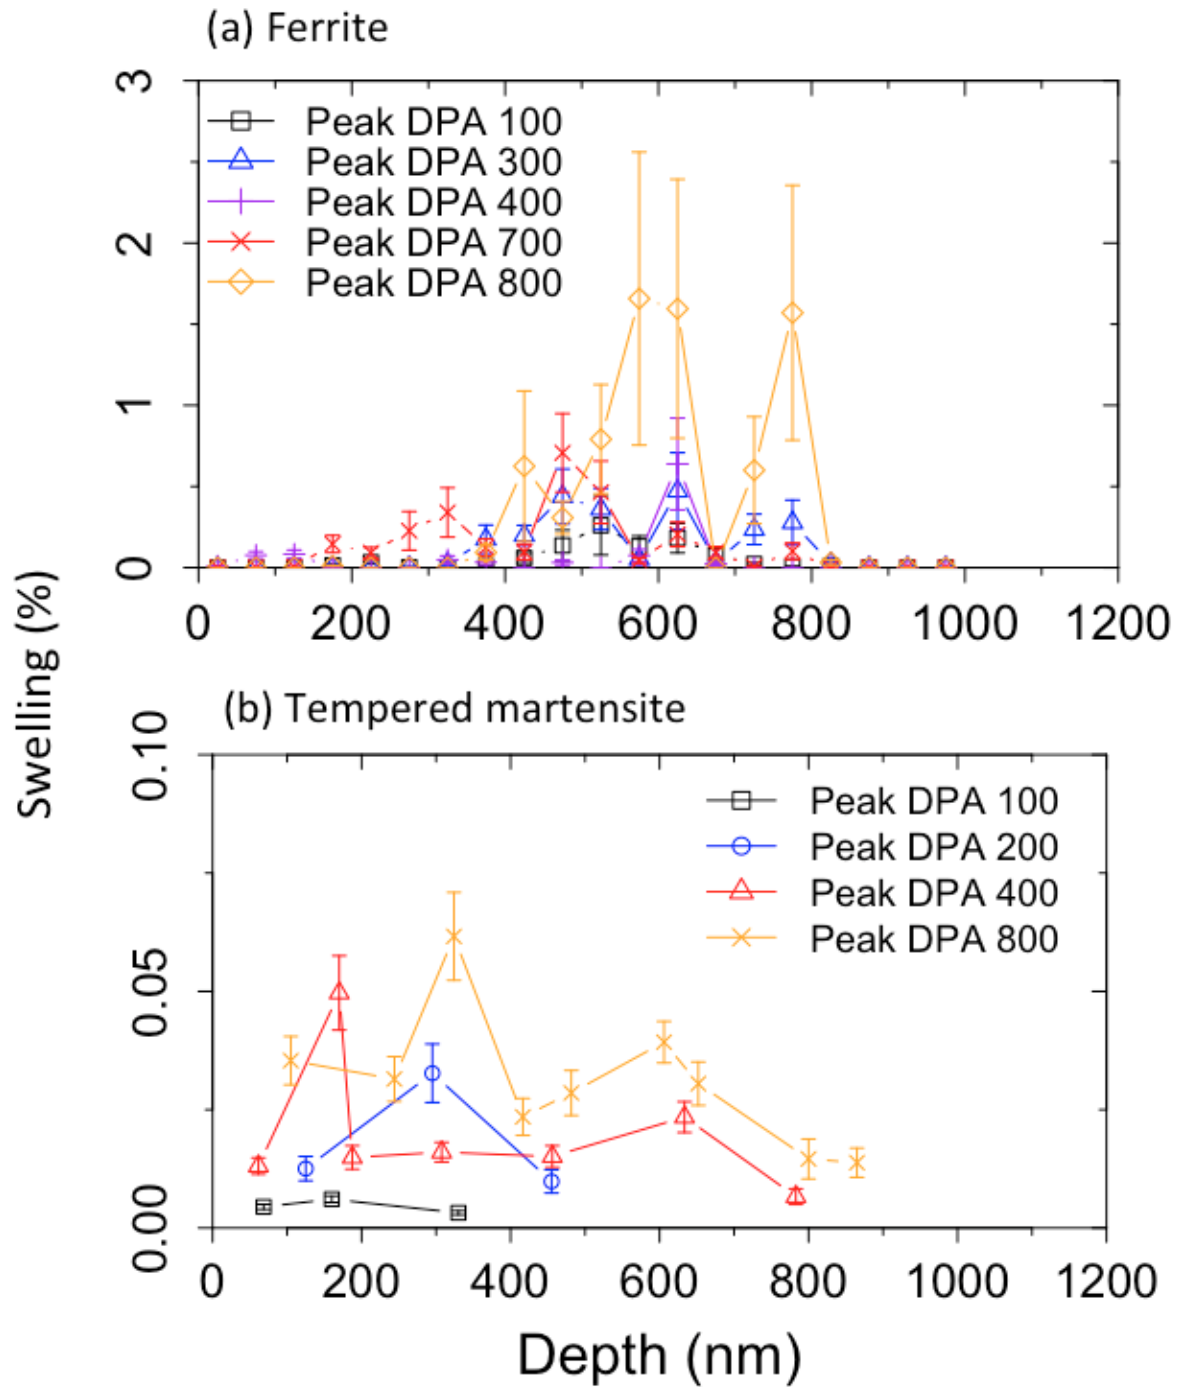 (a) Ferrite
3
2
1
0
Peak DPA 100
Peak DPA 300
Peak DPA 400
Peak DPA 700
Peak DPA 800
0 200 400 600 800 1000 1200
Swelling (%)
(b) Tempered martensite
0.10
0.05
0.00
Peak DPA 100
Peak DPA 200
Peak DPA 400
Peak DPA 800
0 200 400 600 800 1000 1200
Depth (nm)